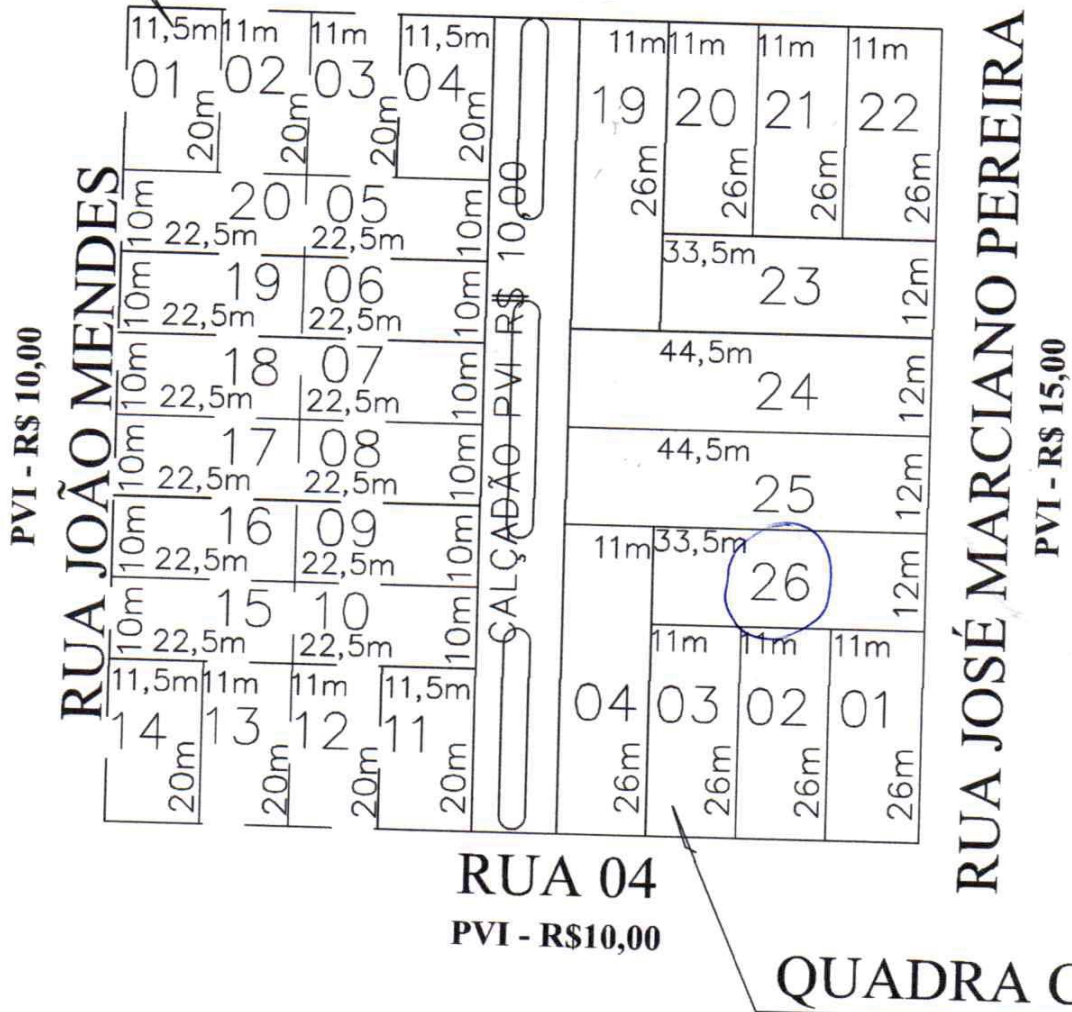 11,5m 11m 11m 11,5m
01 02 03 04
20m 20m 20m 20m
20 05
10m 22,5m 22,5m 10m
19 06
10m 22,5m 22,5m 10m
18 07
10m 22,5m 22,5m 10m
17 08
10m 22,5m 22,5m 10m
16 09
10m 22,5m 22,5m 10m
15 10
10m 22,5m 22,5m 10m
11,5m 11m 11m 11,5m
14 13 12 11
20m 20m 20m 20m
PVI - R$ 10,00
RUA JOÃO MENDES
CALÇADÃO PVI R$ 10,00
11m 11m 11m 11m
19 20 21 22
26m 26m 26m 26m
33,5m
23
12m
44,5m
24
12m
44,5m
25
12m
11m 33,5m
26
12m
11m 11m 11m
04 03 02 01
26m 26m 26m 26m
RUA JOSÉ MARCIANO PEREIRA
PVI - R$ 15,00
RUA 04
PVI - R$10,00
QUADRA